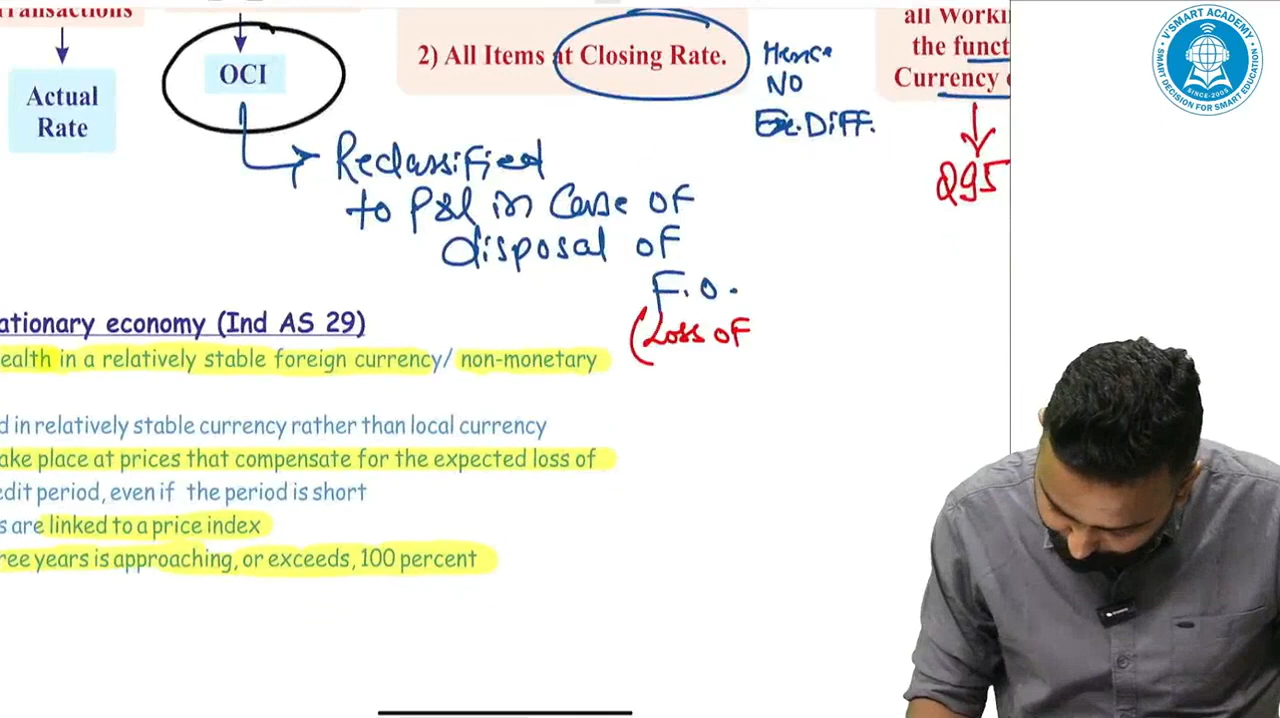 ransactions
OCI
Actual
Rate
2) All Items at Closing Rate.
Hence
NO
Ex. Diff.
all Worki
the funct
Currency
Q95
V'SMART ACADEMY
SMART DECISION FOR SMART EDUCATION
SINCE-2005
Reclassified
to P&L in Case of
disposal of
F.O.
(Loss of
ationary economy (Ind AS 29)
ealth in a relatively stable foreign currency/ non-monetary
d in relatively stable currency rather than local currency
ake place at prices that compensate for the expected loss of
edit period, even if the period is short
s are linked to a price index
ree years is approaching, or exceeds, 100 percent